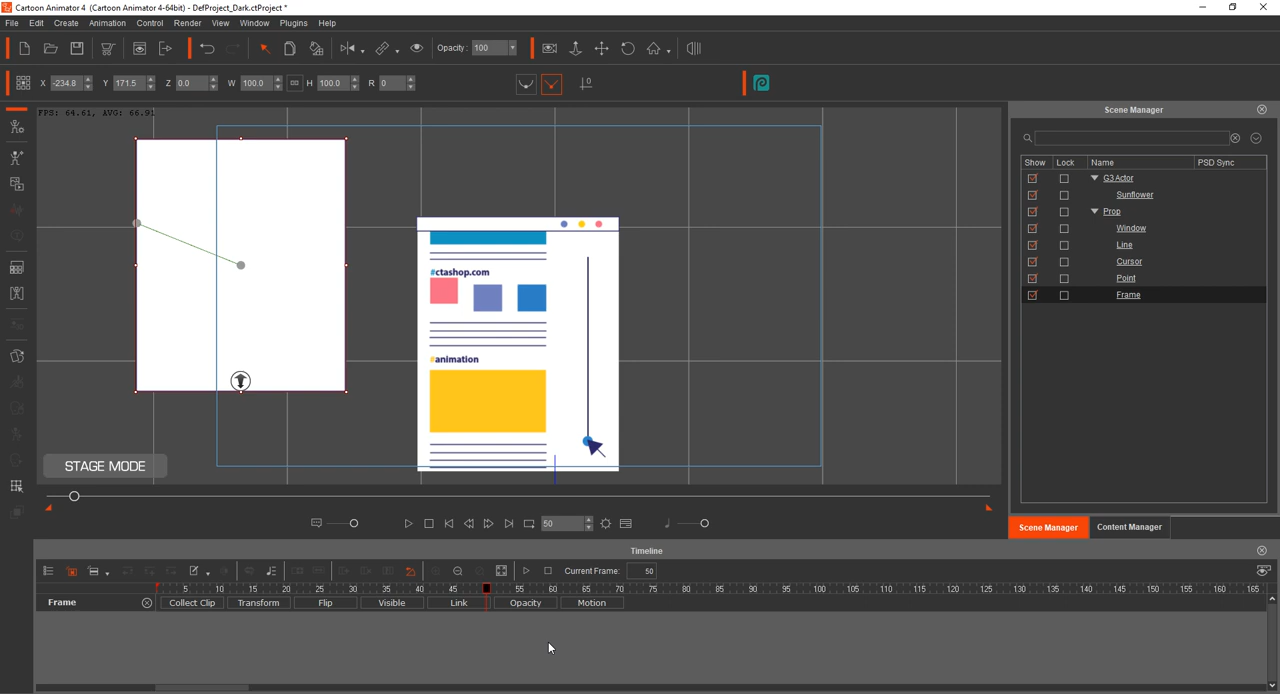 Cartoon Animator 4 (Cartoon Animator 4-64bit) - DefProject_Dark.ctProject *
File Edit Create Animation Control Render View Window Plugins Help
Opacity: 100
X -234.8 Y 171.5 Z 0.0 W 100.0 H 100.0 R 0
FPS: 64.61, AVG: 66.91
Scene Manager
Show Lock Name PSD Sync
G3 Actor
Sunflower
Prop
Window
Line
Cursor
Point
Frame
#ctashop.com
#animation
STAGE MODE
50
Scene Manager Content Manager
Timeline
Current Frame: 50
5 10 15 20 25 30 35 40 45 55 60 65 70 75 80 85 90 95 100 105 110 115 120 125 130 135 140 145 150 155 160 165
Frame Collect Clip Transform Flip Visible Link Opacity Motion